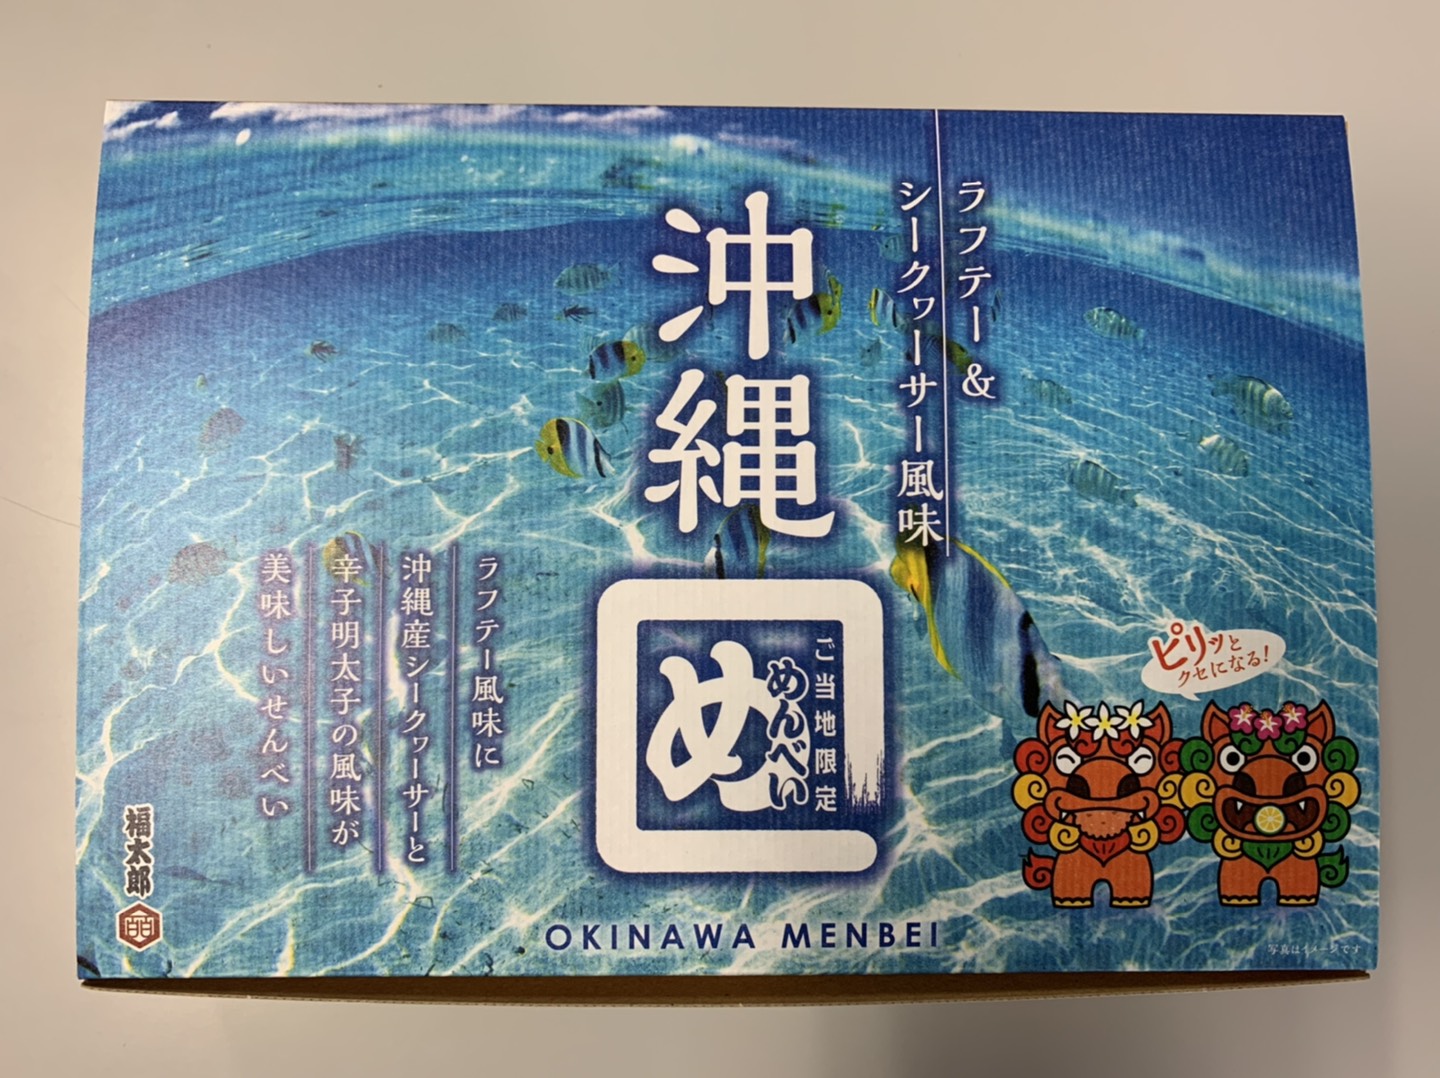 ラフテー&
シークヮーサー風味
沖縄
ご当地限定
めんべい
め
ラフテー風味に
沖縄産シークヮーサーと
辛子明太子の風味が
美味しいせんべい
福太郎
OKINAWA MENBEI
ピリッと
クセになる!
写真はイメージです